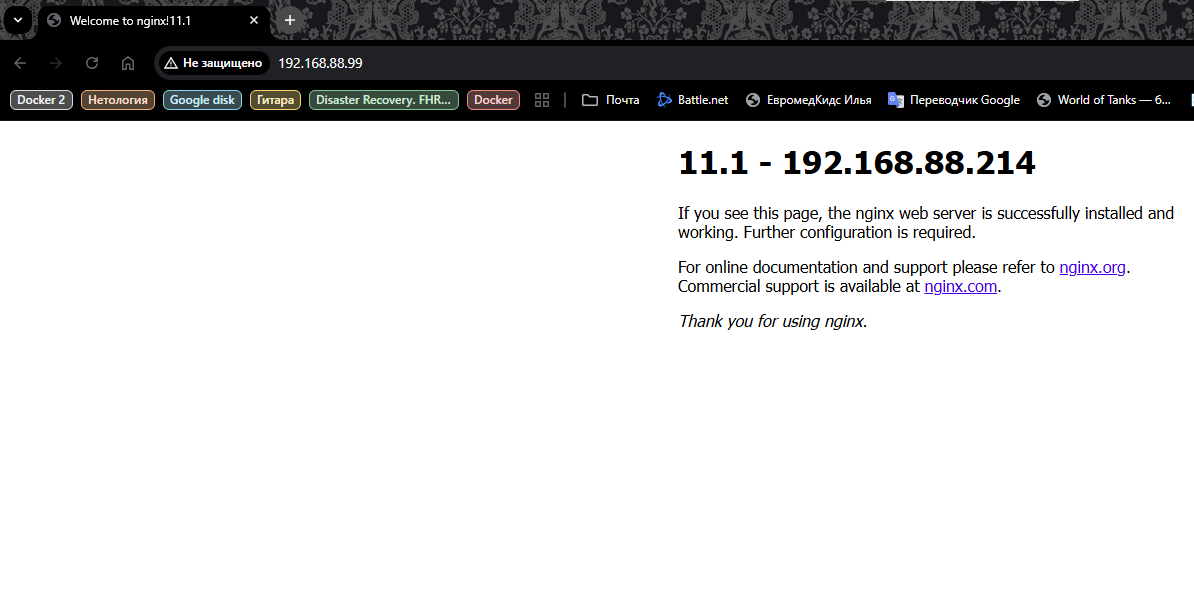 Welcome to nginx!11.1
Не защищено 192.168.88.99
Docker 2 Нетология Google disk Гитара Disaster Recovery. FHR... Docker Почта Battle.net ЕвромедКидс Илья Переводчик Google World of Tanks — б...
11.1 - 192.168.88.214
If you see this page, the nginx web server is successfully installed and
working. Further configuration is required.
For online documentation and support please refer to nginx.org.
Commercial support is available at nginx.com.
Thank you for using nginx.